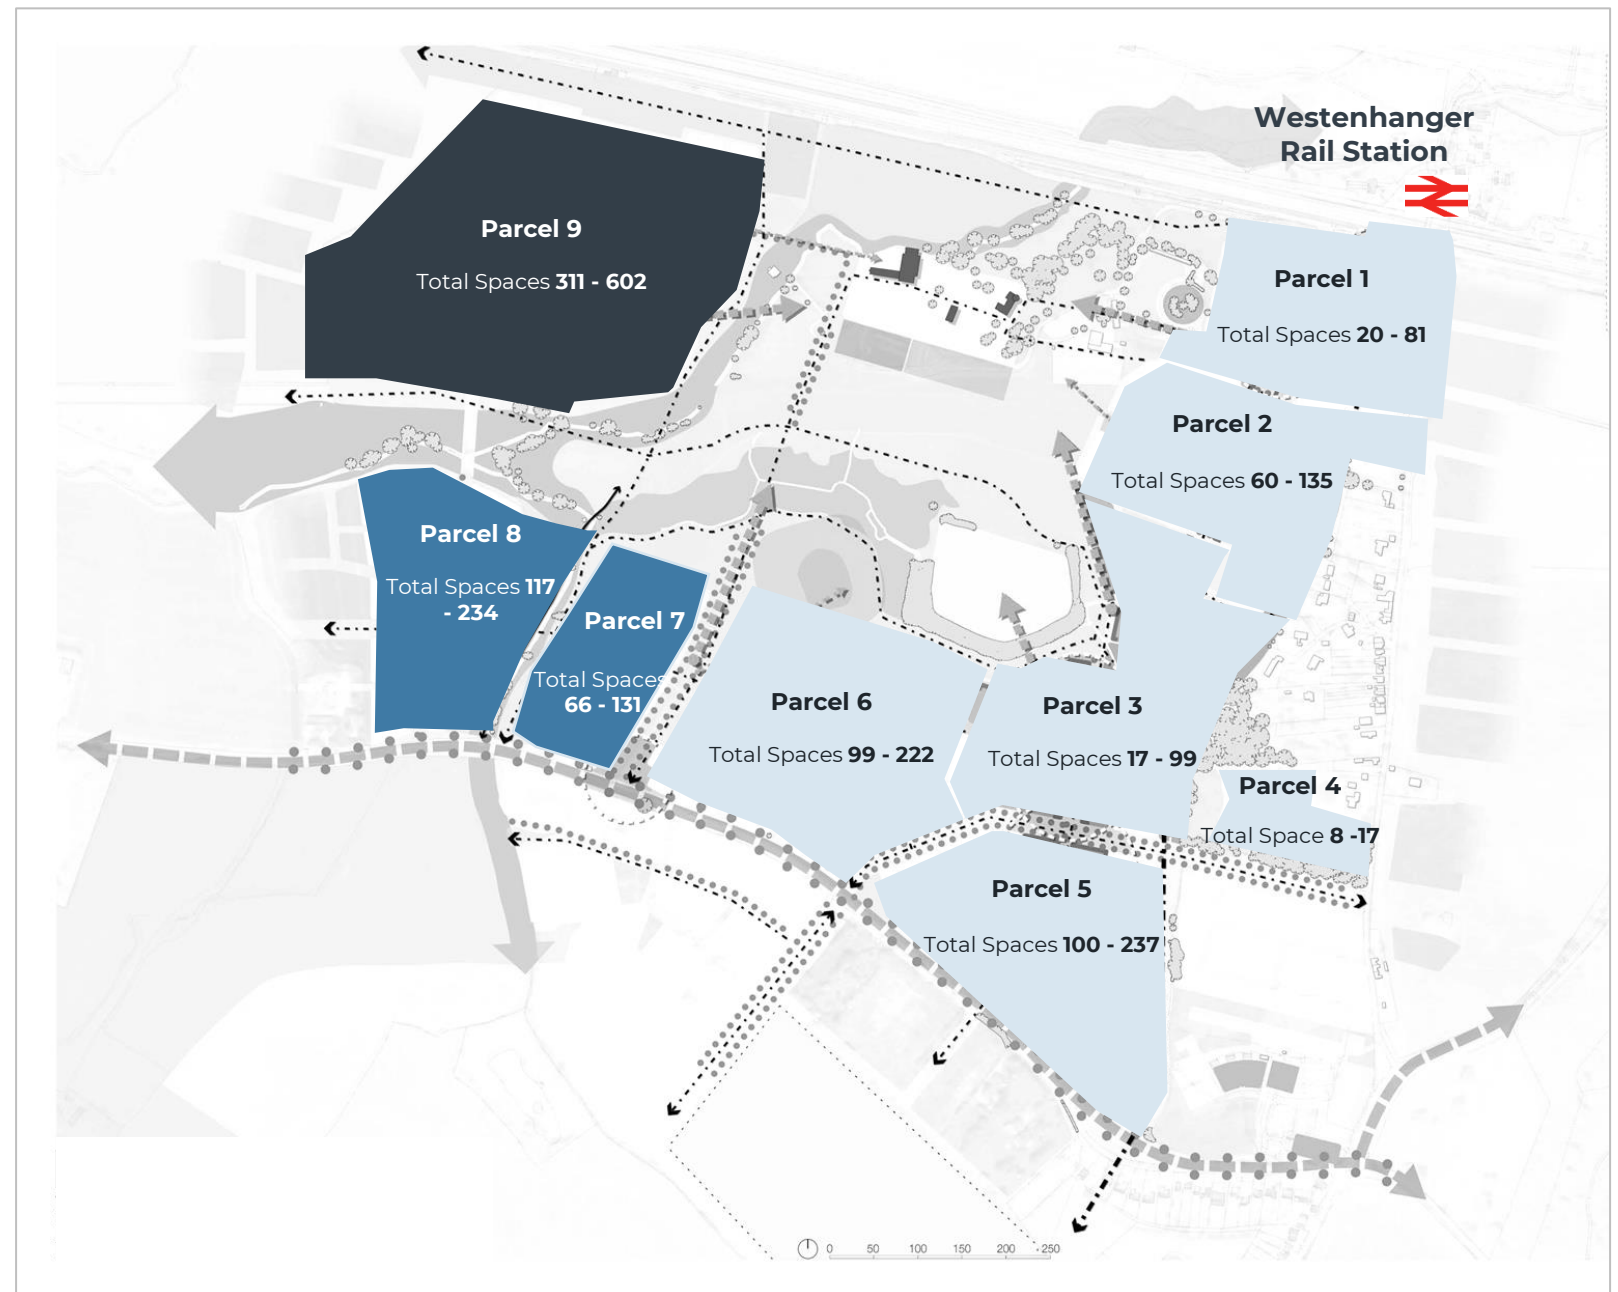 Westenhanger
Rail Station
Parcel 9
Total Spaces 311 - 602
Parcel 1
Total Spaces 20 - 81
Parcel 2
Total Spaces 60 - 135
Parcel 8
Total Spaces 117
- 234
Parcel 7
Total Spaces
66 - 131
Parcel 6
Total Spaces 99 - 222
Parcel 3
Total Spaces 17 - 99
Parcel 4
Total Space 8 -17
Parcel 5
Total Spaces 100 - 237
0 50 100 150 200 250